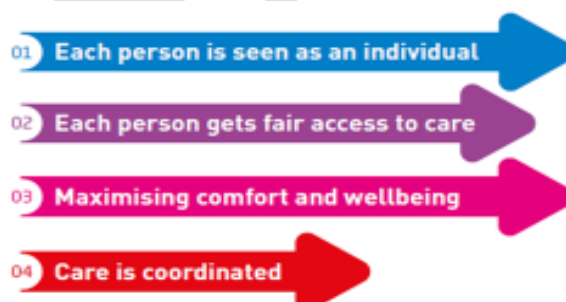 01 Each person is seen as an individual
02 Each person gets fair access to care
03 Maximising comfort and wellbeing
04 Care is coordinated